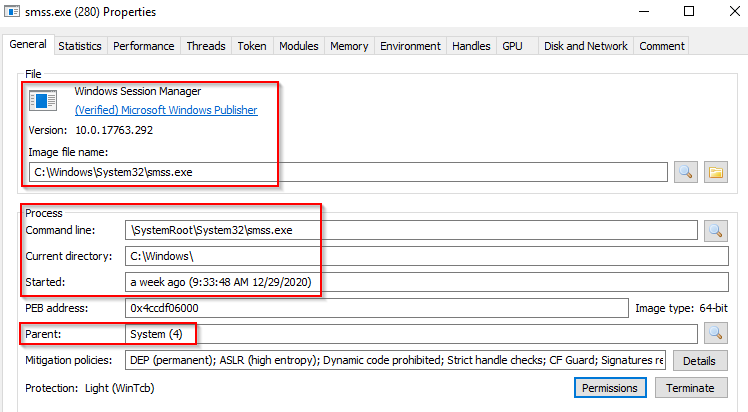 smss.exe (280) Properties
General Statistics Performance Threads Token Modules Memory Environment Handles GPU Disk and Network Comment
File
Windows Session Manager
(Verified) Microsoft Windows Publisher
Version: 10.0.17763.292
Image file name:
C:\Windows\System32\smss.exe
Process
Command line: \SystemRoot\System32\smss.exe
Current directory: C:\Windows\
Started: a week ago (9:33:48 AM 12/29/2020)
PEB address: 0x4ccdf06000 Image type: 64-bit
Parent: System (4)
Mitigation policies: DEP (permanent); ASLR (high entropy); Dynamic code prohibited; Strict handle checks; CF Guard; Signatures re Details
Protection: Light (WinTcb) Permissions Terminate